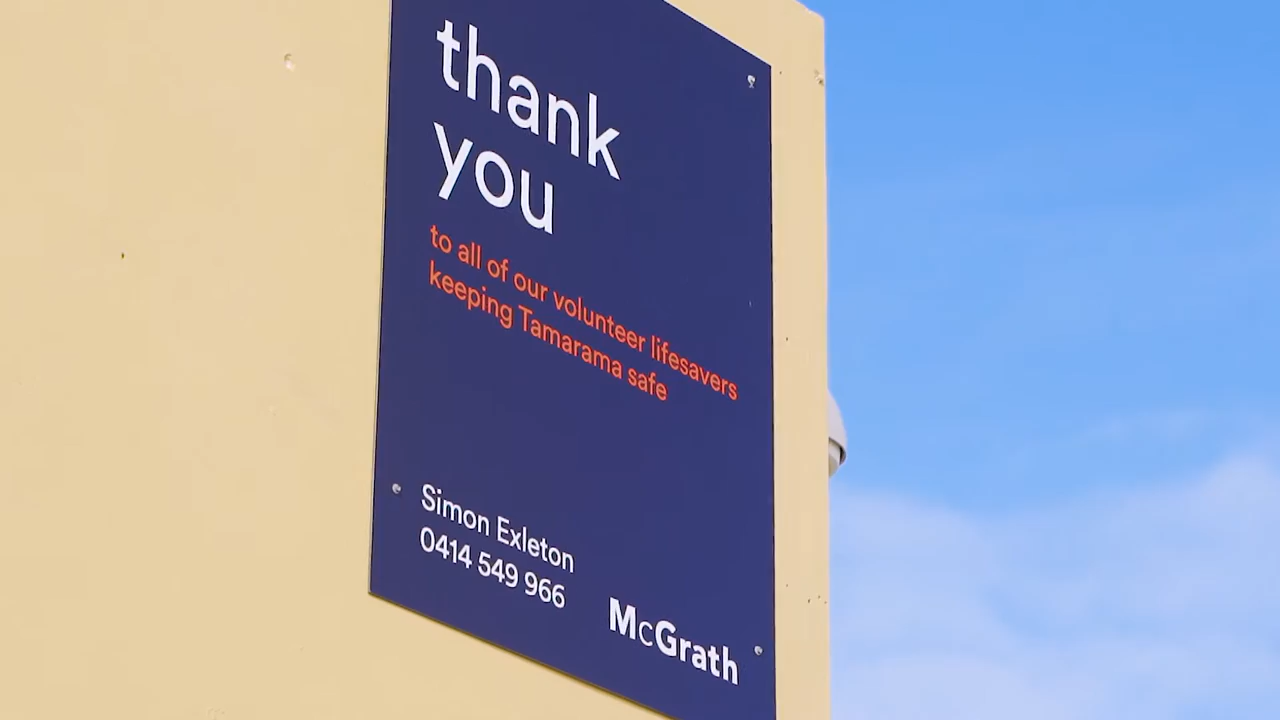 thank
you
to all of our volunteer lifesavers
keeping Tamarama safe
Simon Exleton
0414 549 966
McGrath